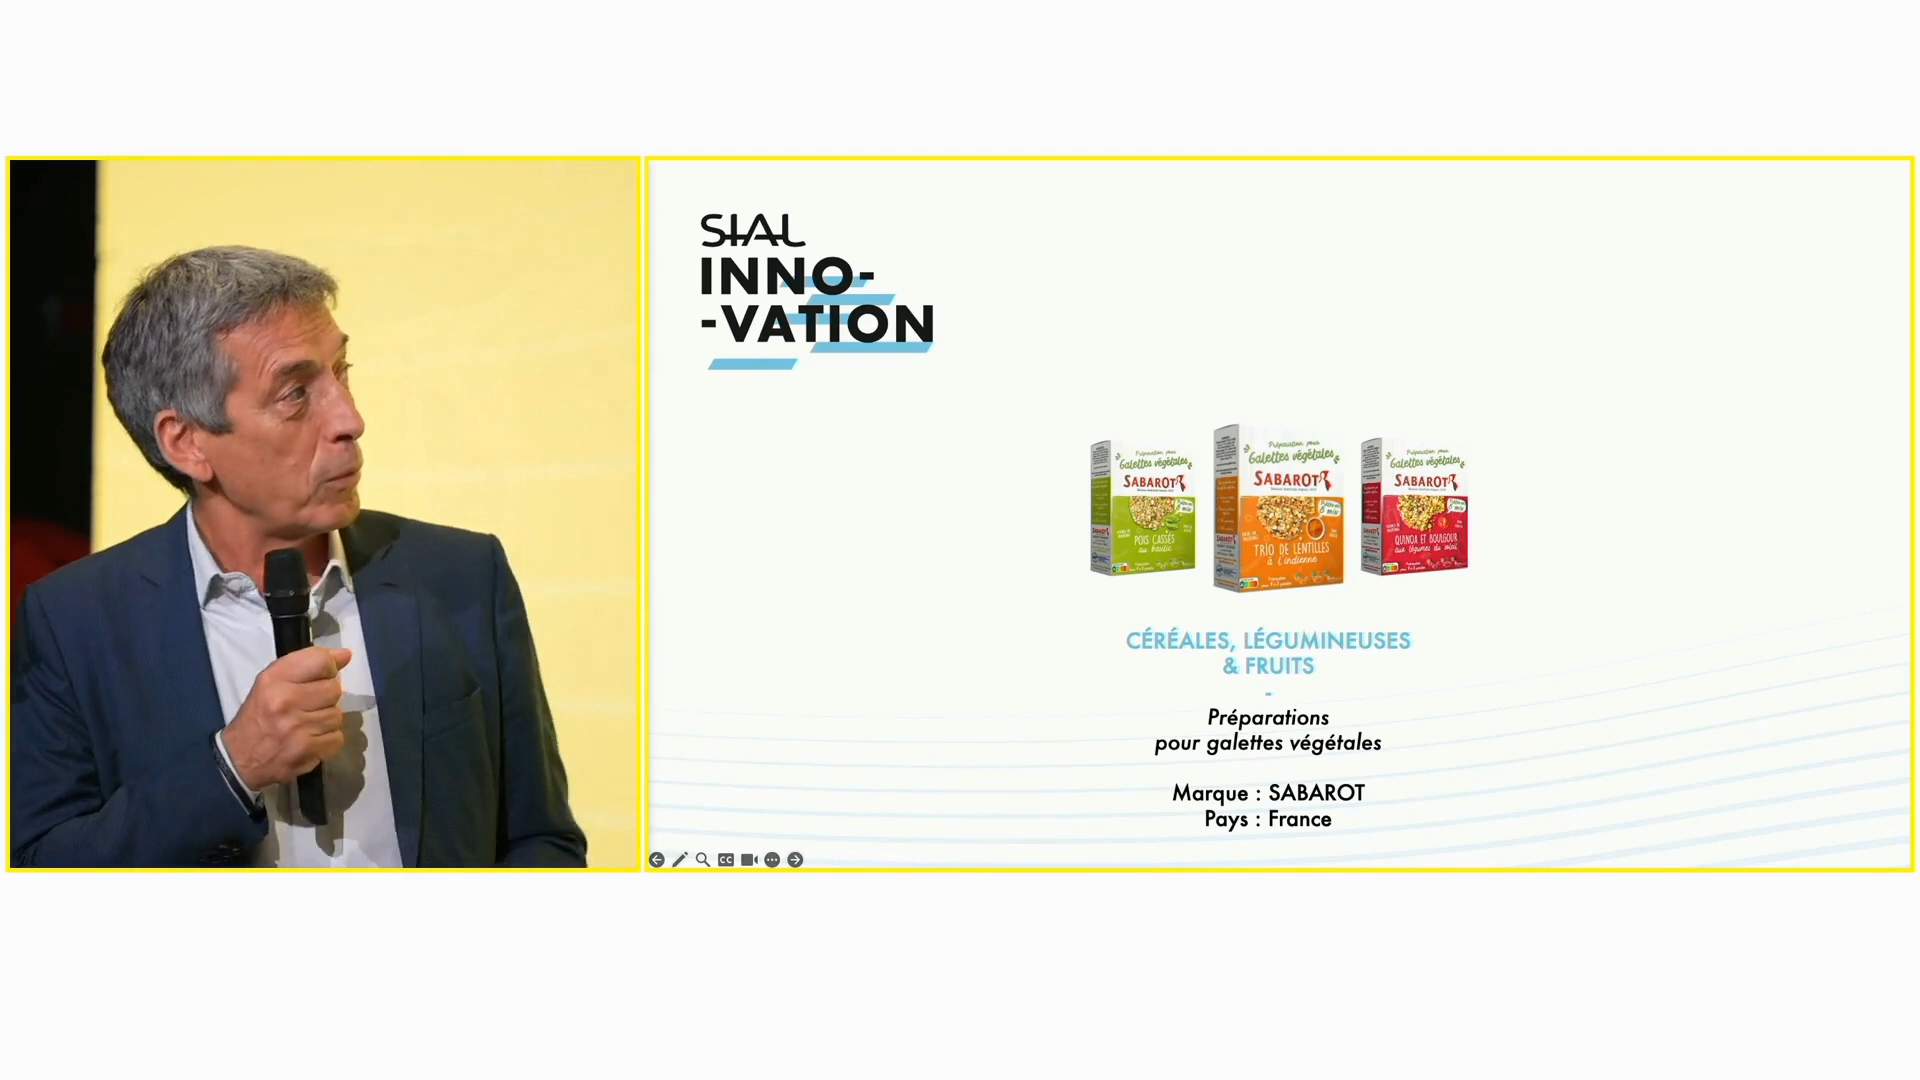 SIAL
INNO-
-VATION
Préparation pour
Galettes végétales
SABAROT
POIS CASSÉS
au basilic
Préparation pour
Galettes végétales
SABAROT
TRIO DE LENTILLES
à l'indienne
Préparation pour
Galettes végétales
SABAROT
QUINOA ET BOULGOUR
aux légumes du soleil
CÉRÉALES, LÉGUMINEUSES
& FRUITS
-
Préparations
pour galettes végétales
Marque : SABAROT
Pays : France
CC